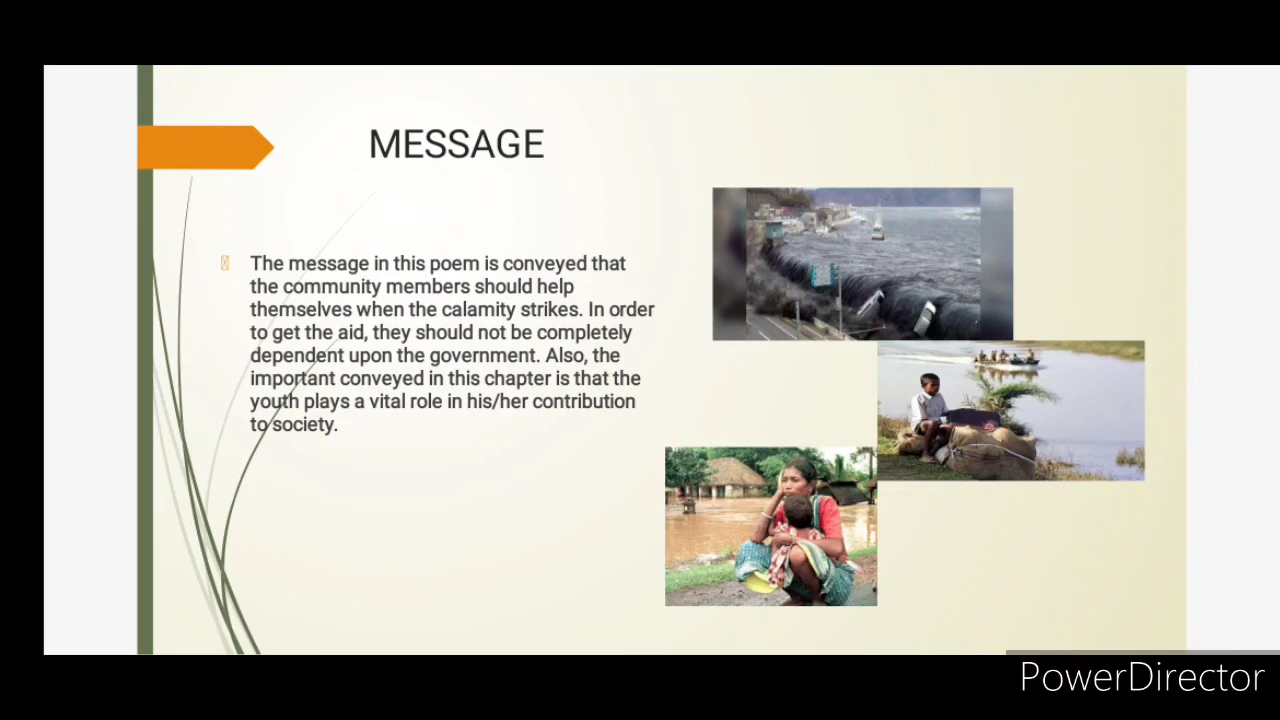 MESSAGE
The message in this poem is conveyed that
the community members should help
themselves when the calamity strikes. In order
to get the aid, they should not be completely
dependent upon the government. Also, the
important conveyed in this chapter is that the
youth plays a vital role in his/her contribution
to society.
PowerDirector